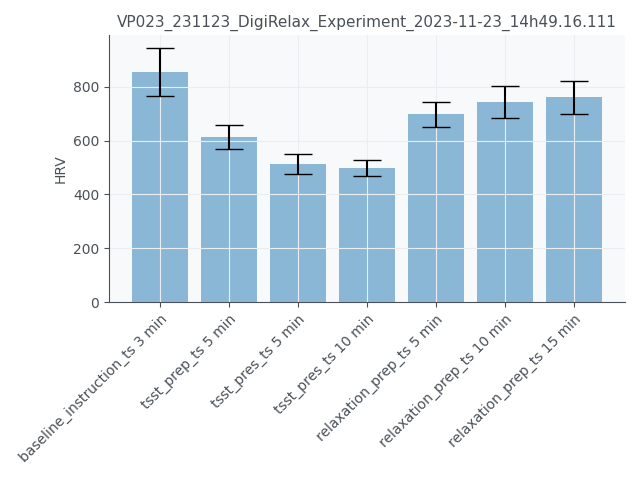 VP023_231123_DigiRelax_Experiment_2023-11-23_14h49.16.111
HRV
800
600
400
200
0
baseline_instruction_ts 3 min
tsst_prep_ts 5 min
tsst_pres_ts 5 min
tsst_pres_ts 10 min
relaxation_prep_ts 5 min
relaxation_prep_ts 10 min
relaxation_prep_ts 15 min